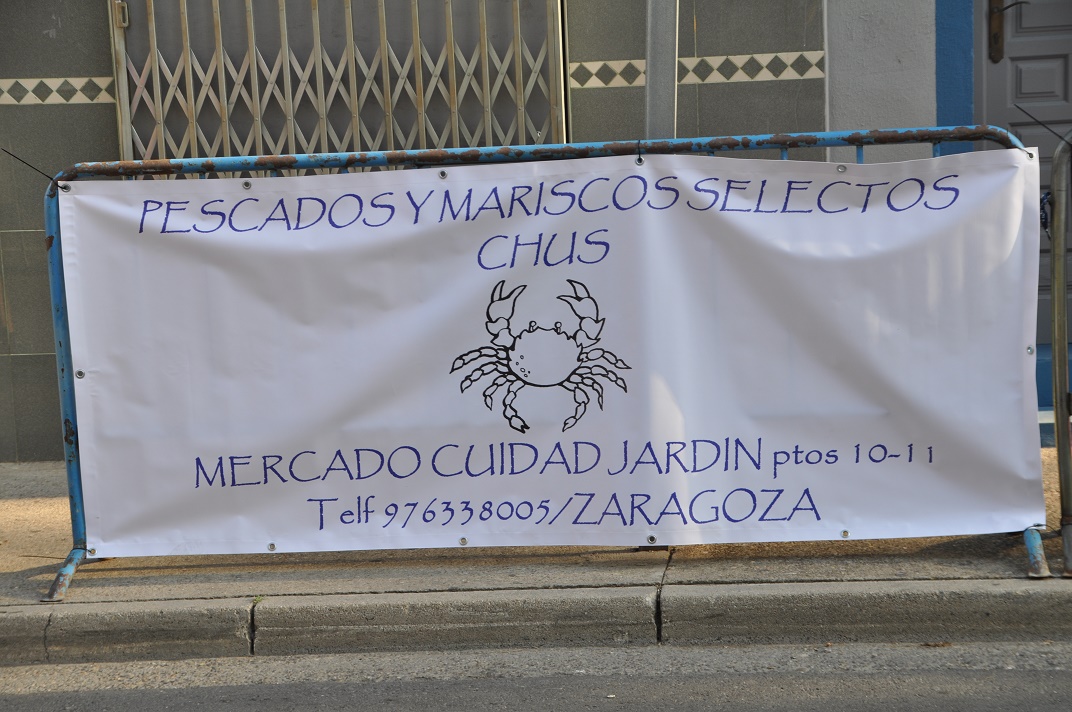 PESCADOS Y MARISCOS SELECTOS
CHUS
MERCADO CUIDAD JARDIN ptos 10-11
Telf 976338005/ZARAGOZA